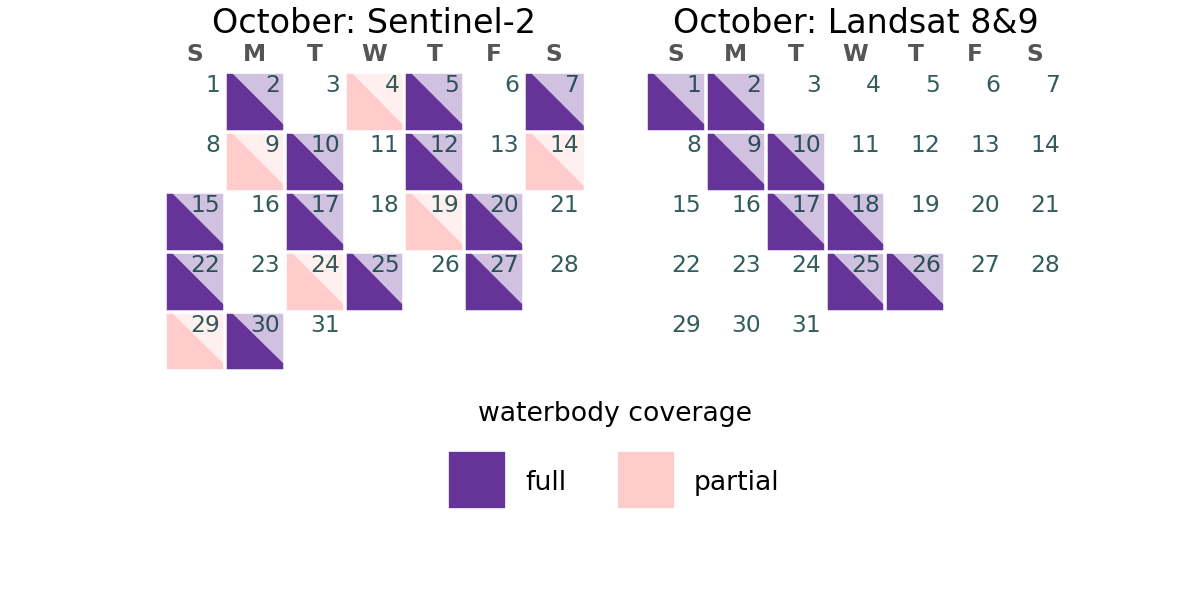 October: Sentinel-2
S M T W T F S
1 2 3 4 5 6 7
8 9 10 11 12 13 14
15 16 17 18 19 20 21
22 23 24 25 26 27 28
29 30 31
October: Landsat 8&9
S M T W T F S
1 2 3 4 5 6 7
8 9 10 11 12 13 14
15 16 17 18 19 20 21
22 23 24 25 26 27 28
29 30 31
waterbody coverage
full
partial